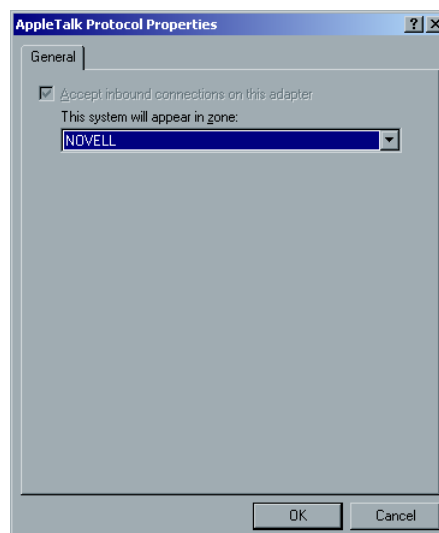 AppleTalk Protocol Properties
General
Accept inbound connections on this adapter
This system will appear in zone:
NOVELL
OK Cancel